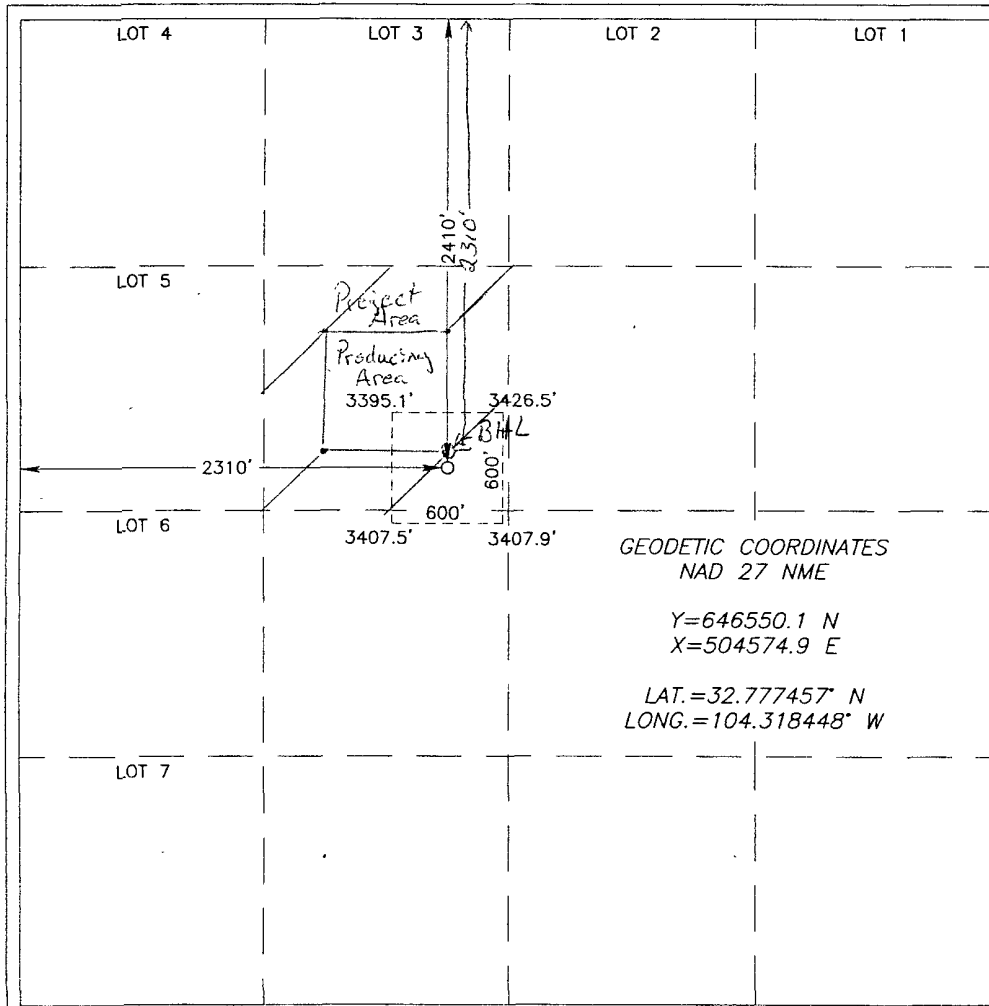 LOT 4
LOT 3
LOT 2
LOT 1
2410'
2310'
LOT 5
Project
Area
Producing
Area
3395.1'
3426.5'
BHL
2310'
600'
600'
LOT 6
3407.5'
3407.9'
GEODETIC COORDINATES
NAD 27 NME
Y=646550.1 N
X=504574.9 E
LAT.=32.777457° N
LONG.=104.318448° W
LOT 7